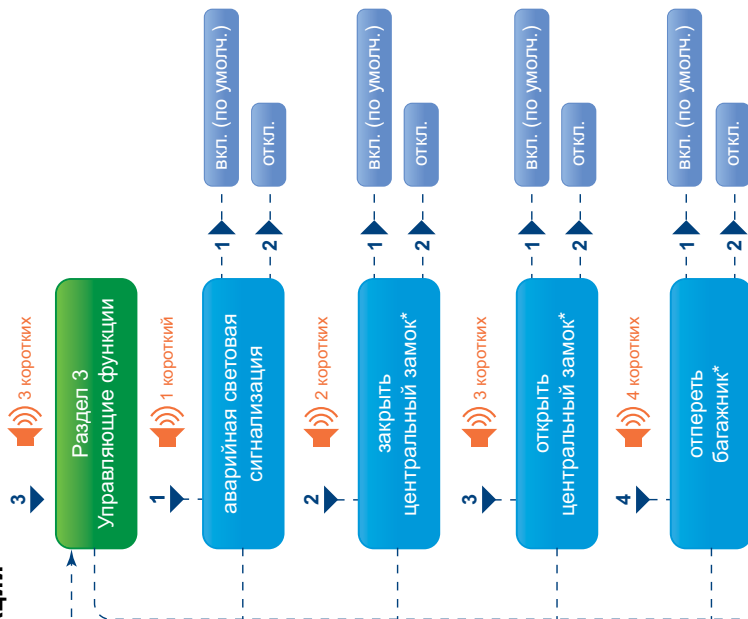 ции
3
3 коротких
Раздел 3
Управляющие функции
1
1 короткий
аварийная световая
сигнализация
1
вкл. (по умолч.)
2
откл.
2
2 коротких
закрыть
центральный замок*
1
вкл. (по умолч.)
2
откл.
3
3 коротких
открыть
центральный замок*
1
вкл. (по умолч.)
2
откл.
4
4 коротких
отпереть
багажник*
1
вкл. (по умолч.)
2
откл.